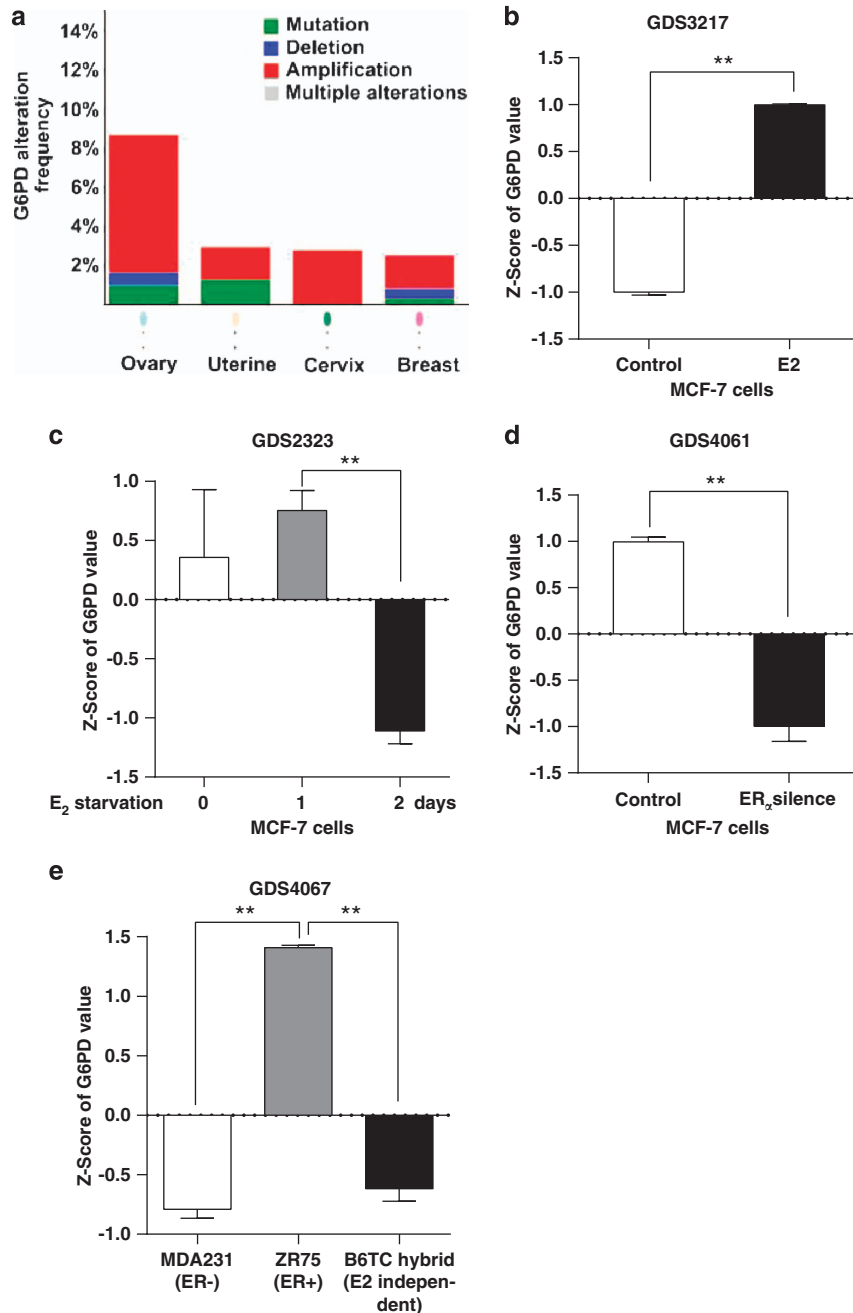 a
G6PD alteration
frequency
14%
12%
10%
8%
6%
4%
2%
Mutation
Deletion
Amplification
Multiple alterations
Ovary Uterine Cervix Breast
b
GDS3217
**
Z-Score of G6PD value
1.5
1.0
0.5
0.0
-0.5
-1.0
-1.5
Control E2
MCF-7 cells
c
GDS2323
**
Z-Score of G6PD value
1.0
0.5
0.0
-0.5
-1.0
-1.5
E2 starvation 0 1 2 days
MCF-7 cells
d
GDS4061
**
Z-Score of G6PD value
1.5
1.0
0.5
0.0
-0.5
-1.0
-1.5
Control ERα silence
MCF-7 cells
e
GDS4067
** **
Z-Score of G6PD value
1.5
1.0
0.5
0.0
-0.5
-1.0
MDA231 ZR75 B6TC hybrid
(ER-) (ER+) (E2 indepen-
dent)